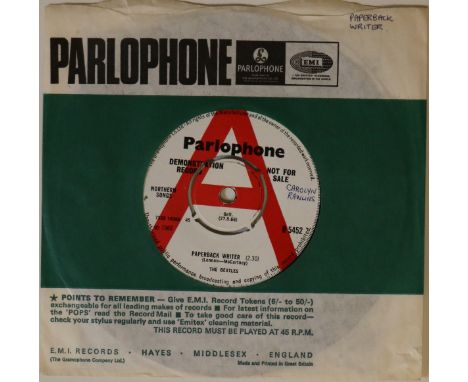 PAPERBACK
WRITER
PARLOPHONE
PARLOPHONE
EMI
Parlophone
DEMONSTRATION
RECORD
NOT FOR
SALE
NORTHERN
SONGS
CAROLYN
45
(17.6.66)
R 5452
PAPERBACK WRITER (2.30)
(Lennon—McCartney)
THE BEATLES
★ POINTS TO REMEMBER — Give E.M.I. Record Tokens (6/- to 50/-)
exchangeable for all leading makes of records ■ For latest information on
the 'POPS' read the Record Mail ■ To take good care of this record—
check your stylus regularly and use 'Emitex' cleaning material.
THIS RECORD MUST BE PLAYED AT 45 R.P.M.
E.M.I. RECORDS · HAYES · MIDDLESEX · ENGLAND
(The Gramophone Company Ltd.)
Made and Printed in Great Britain